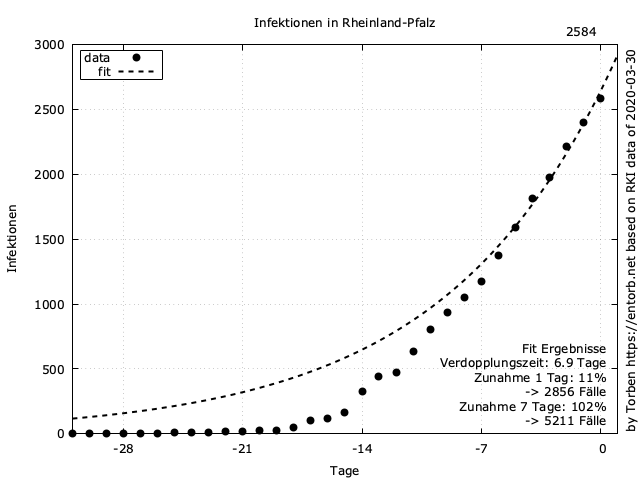 Infektionen in Rheinland-Pfalz
2584
data
fit
3000
2500
2000
1500
1000
500
0
Infektionen
-28 -21 -14 -7 0
Tage
Fit Ergebnisse
Verdopplungszeit: 6.9 Tage
Zunahme 1 Tag: 11%
-> 2856 Fälle
Zunahme 7 Tage: 102%
-> 5211 Fälle
by Torben https://entorb.net based on RKI data of 2020-03-30